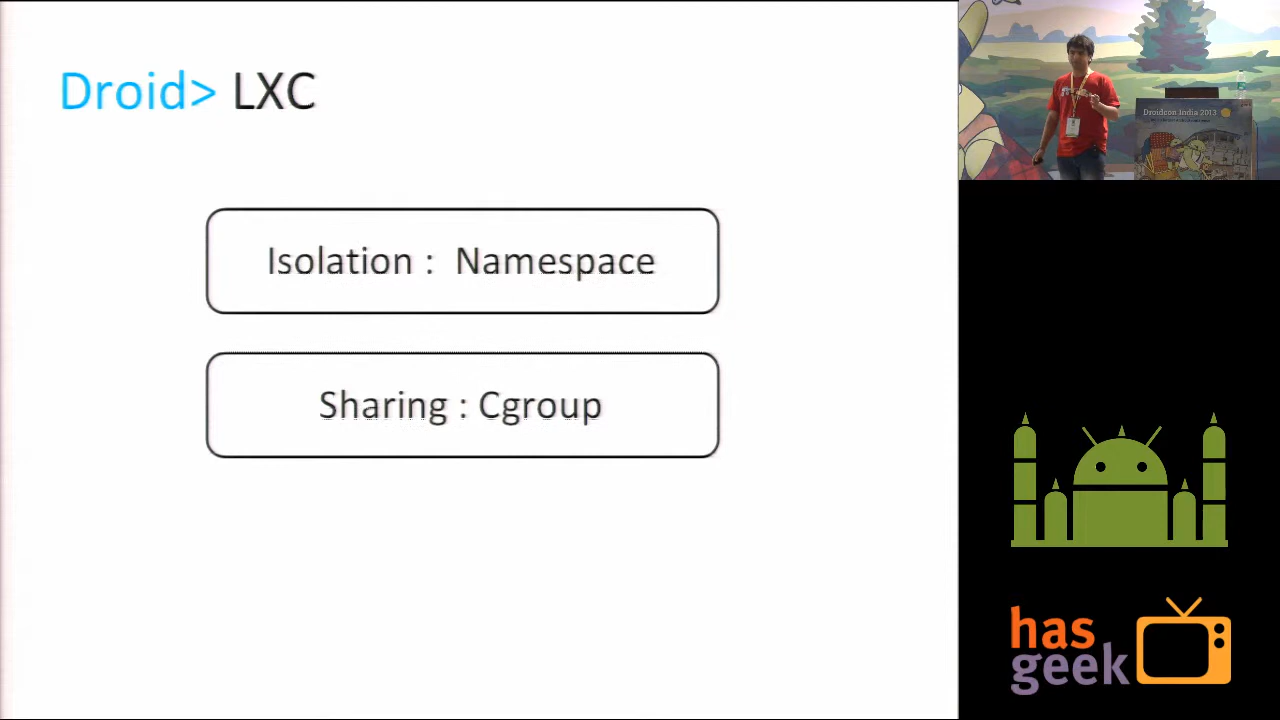 Droid> LXC
Isolation : Namespace
Sharing : Cgroup
Droidcon India 2013
has
geek